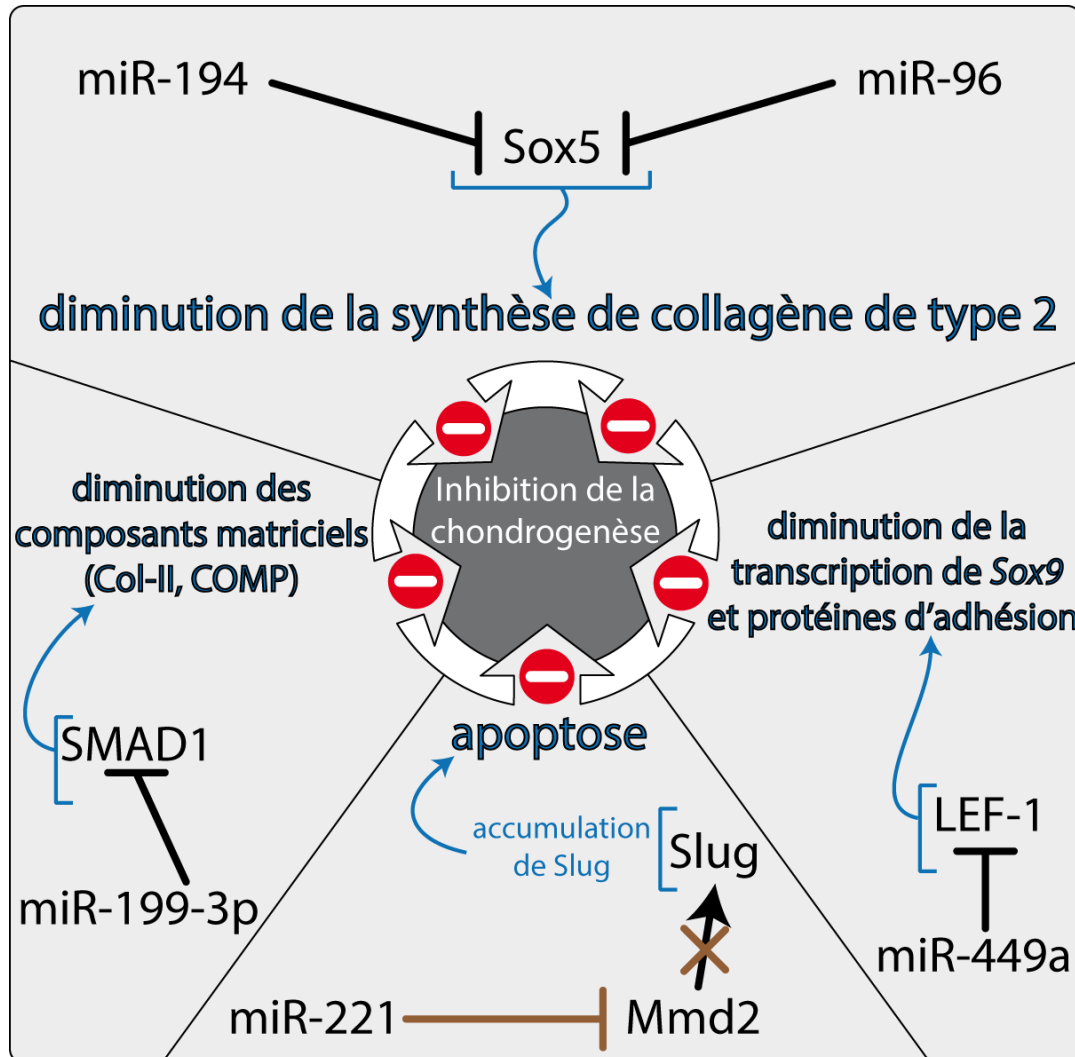 miR-194
miR-96
Sox5
diminution de la synthèse de collagène de type 2
Inhibition de la
chondrogenèse
diminution des
composants matriciels
(Col-II, COMP)
SMAD1
miR-199-3p
diminution de la
transcription de Sox9
et protéines d'adhésion
LEF-1
miR-449a
apoptose
accumulation
de Slug
Slug
miR-221
Mmd2